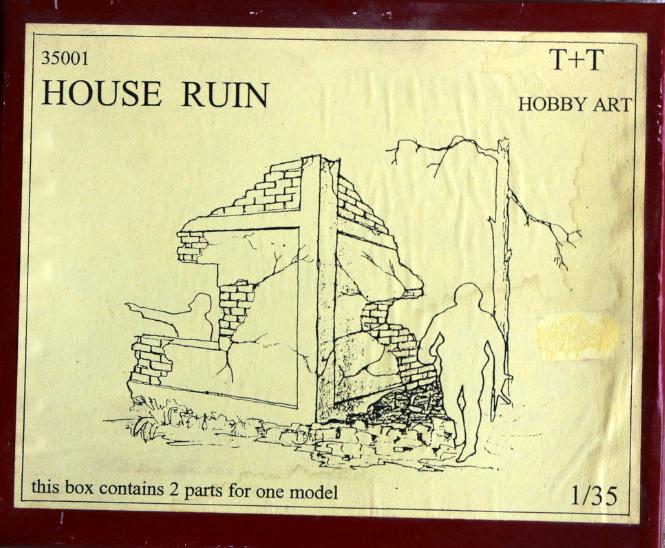 35001
T+T
HOUSE RUIN
HOBBY ART
this box contains 2 parts for one model
1/35